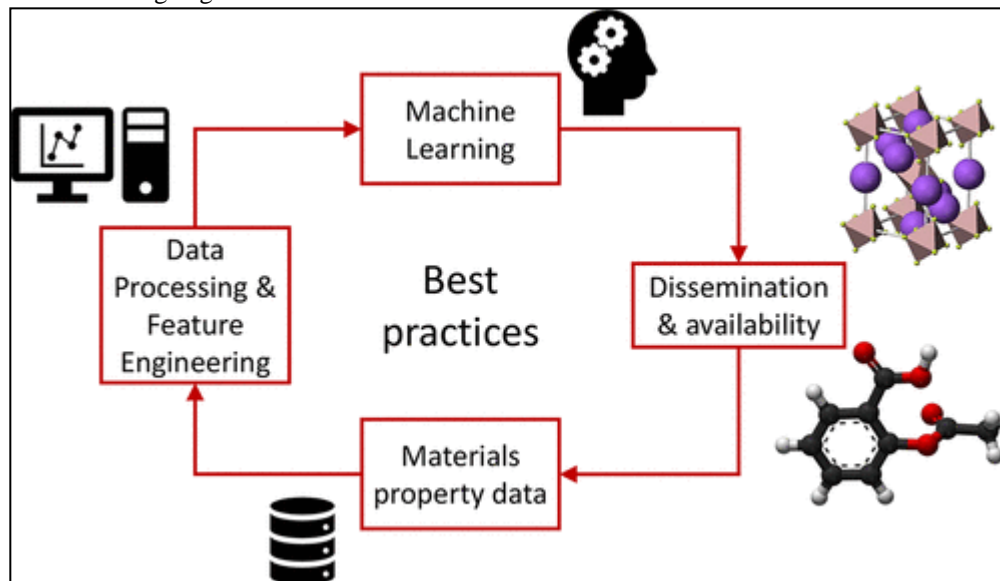 Machine
Learning
Data
Processing &
Feature
Engineering
Best
practices
Dissemination
& availability
Materials
property data